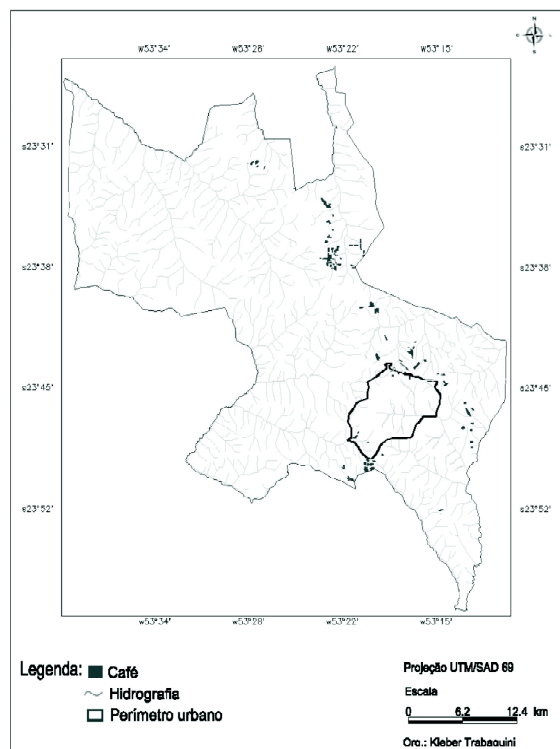 N
L
S
w53°34' w53°28' w53°22' w53°15'
s23°31' s23°31'
s23°38' s23°38'
s23°45' s23°45'
s23°52' s23°52'
w53°34' w53°28' w53°22' w53°15'
Legenda: Café
Hidrografia
Perímetro urbano
Projeção UTM/SAD 69
Escala
0 6.2 12.4 km
Org.: Kleber Trabaquini